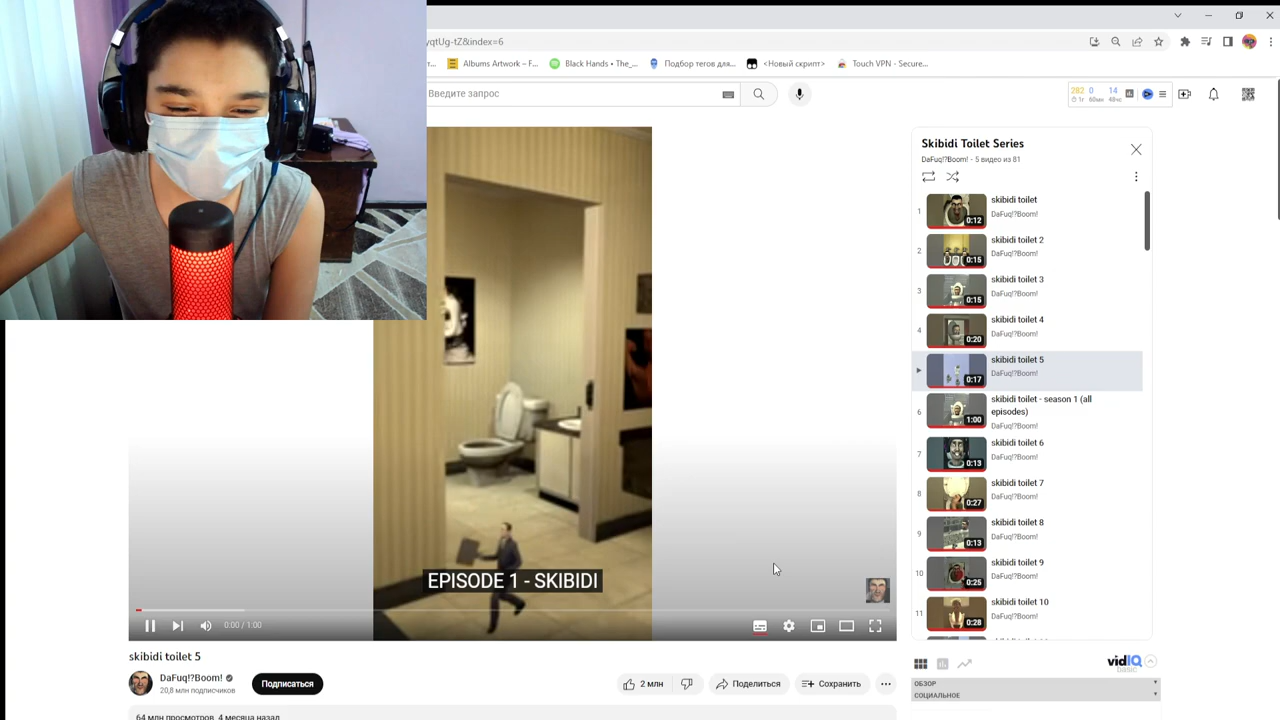 yqtUg-tZ&index=6
Albums Artwork – F...
Black Hands • The_...
Подбор тегов для...
<Новый скрипт>
Touch VPN - Secure...
Введите запрос
282 0 14
1г 60мн 48чс
Skibidi Toilet Series
DaFuq!?Boom! - 5 видео из 81
1
skibidi toilet
DaFuq!?Boom!
0:12
2
skibidi toilet 2
DaFuq!?Boom!
0:15
3
skibidi toilet 3
DaFuq!?Boom!
0:15
4
skibidi toilet 4
DaFuq!?Boom!
0:20
skibidi toilet 5
DaFuq!?Boom!
0:17
6
skibidi toilet - season 1 (all
episodes)
DaFuq!?Boom!
1:00
7
skibidi toilet 6
DaFuq!?Boom!
0:13
8
skibidi toilet 7
DaFuq!?Boom!
0:27
9
skibidi toilet 8
DaFuq!?Boom!
0:13
10
skibidi toilet 9
DaFuq!?Boom!
0:25
11
skibidi toilet 10
DaFuq!?Boom!
0:28
EPISODE 1 - SKIBIDI
0:00 / 1:00
skibidi toilet 5
DaFuq!?Boom!
20,8 млн подписчиков
Подписаться
2 млн
Поделиться
Сохранить
64 млн просмотров 4 месяца назад
vidIQ
basic
ОБЗОР
СОЦИАЛЬНОЕ